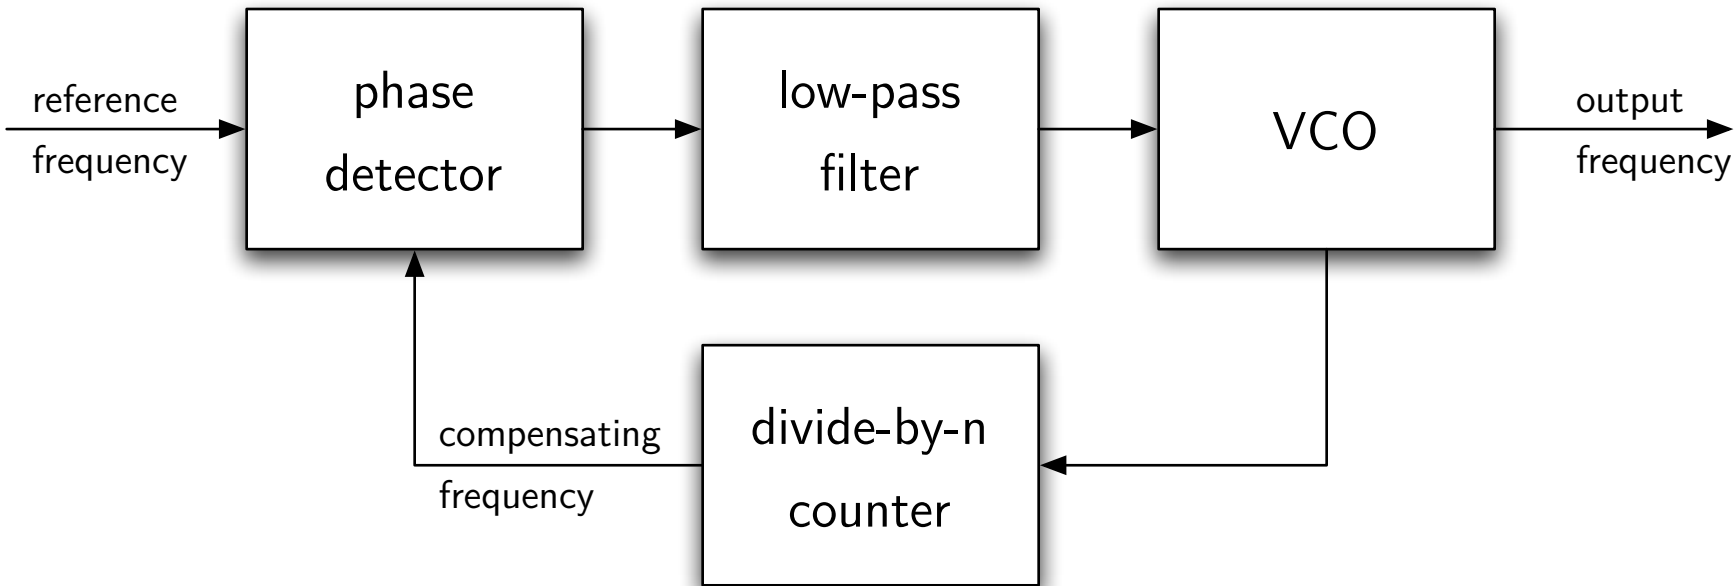 reference
frequency
phase
detector
low-pass
filter
VCO
output
frequency
compensating
frequency
divide-by-n
counter